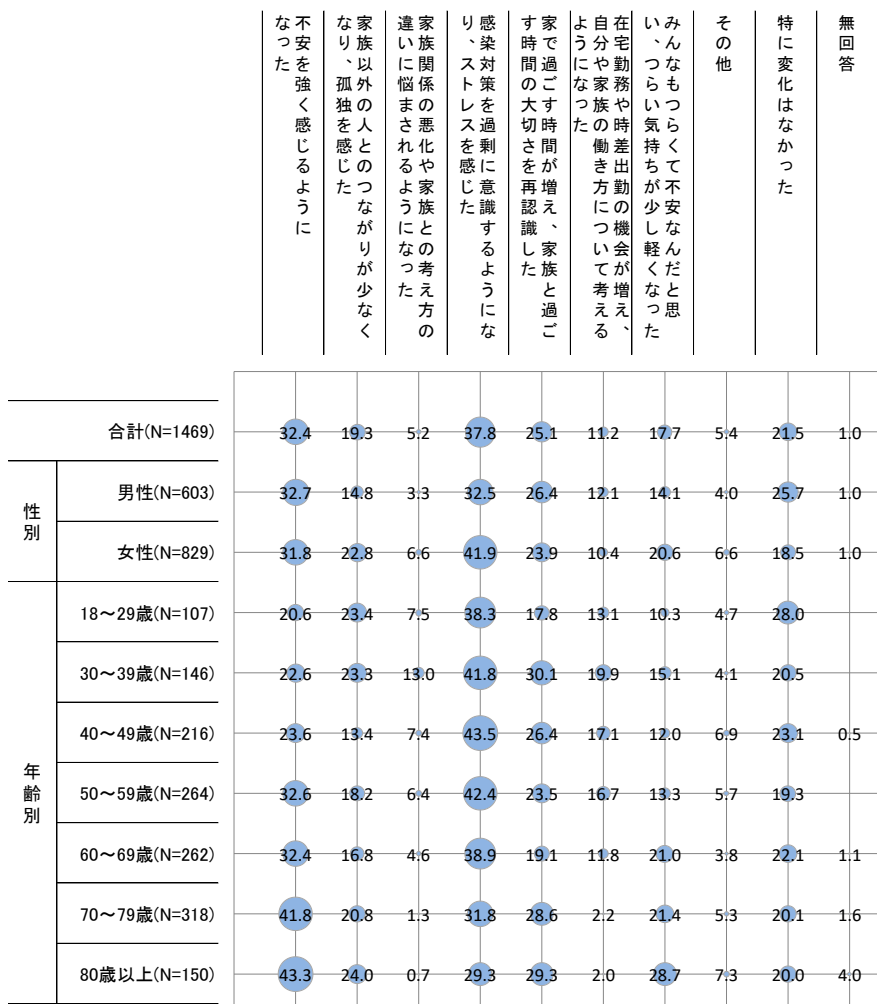 不安を強く感じるように
なった
家族以外の人とのつながりが少なく
なり、孤独を感じた
家族関係の悪化や家族との考え方の
違いに悩まされるようになった
感染対策を過剰に意識するようにな
り、ストレスを感じた
家で過ごす時間が増え、家族と過ご
す時間の大切さを再認識した
在宅勤務や時差出勤の機会が増え、
自分や家族の働き方について考える
ようになった
みんなもつらくて不安なんだと思
い、つらい気持ちが少し軽くなった
その他
特に変化はなかった
無回答
合計(N=1469) 32.4 19.3 5.2 37.8 25.1 11.2 17.7 5.4 21.5 1.0
性別
男性(N=603) 32.7 14.8 3.3 32.5 26.4 12.1 14.1 4.0 25.7 1.0
女性(N=829) 31.8 22.8 6.6 41.9 23.9 10.4 20.6 6.6 18.5 1.0
年齢別
18～29歳(N=107) 20.6 23.4 7.5 38.3 17.8 13.1 10.3 4.7 28.0
30～39歳(N=146) 22.6 23.3 13.0 41.8 30.1 19.9 15.1 4.1 20.5
40～49歳(N=216) 23.6 13.4 7.4 43.5 26.4 17.1 12.0 6.9 23.1 0.5
50～59歳(N=264) 32.6 18.2 6.4 42.4 23.5 16.7 13.3 5.7 19.3
60～69歳(N=262) 32.4 16.8 4.6 38.9 19.1 11.8 21.0 3.8 22.1 1.1
70～79歳(N=318) 41.8 20.8 1.3 31.8 28.6 2.2 21.4 5.3 20.1 1.6
80歳以上(N=150) 43.3 24.0 0.7 29.3 29.3 2.0 28.7 7.3 20.0 4.0